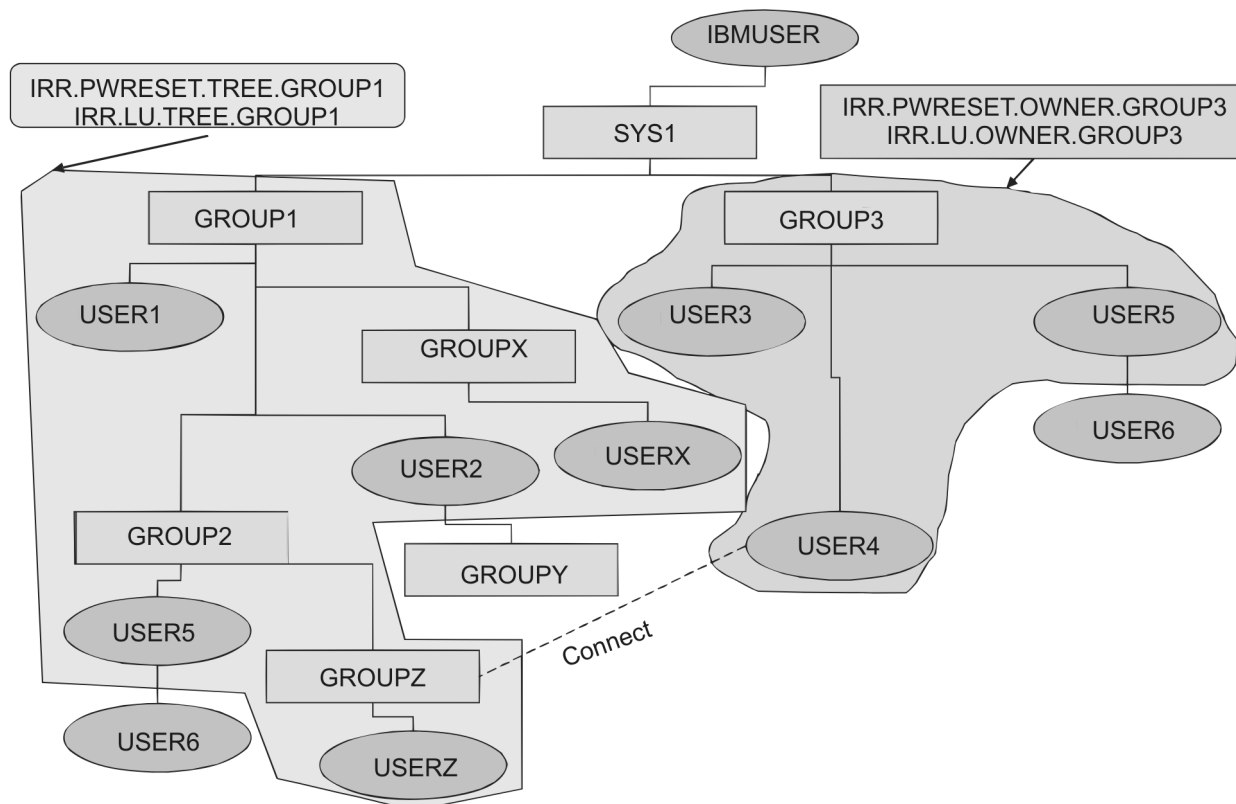 IBMUSER
IRR.PWRESET.TREE.GROUP1
IRR.LU.TREE.GROUP1
SYS1
IRR.PWRESET.OWNER.GROUP3
IRR.LU.OWNER.GROUP3
GROUP1
GROUP3
USER1
USER3
USER5
GROUPX
USER6
USER2
USERX
GROUP2
GROUPY
USER4
USER5
Connect
GROUPZ
USER6
USERZ